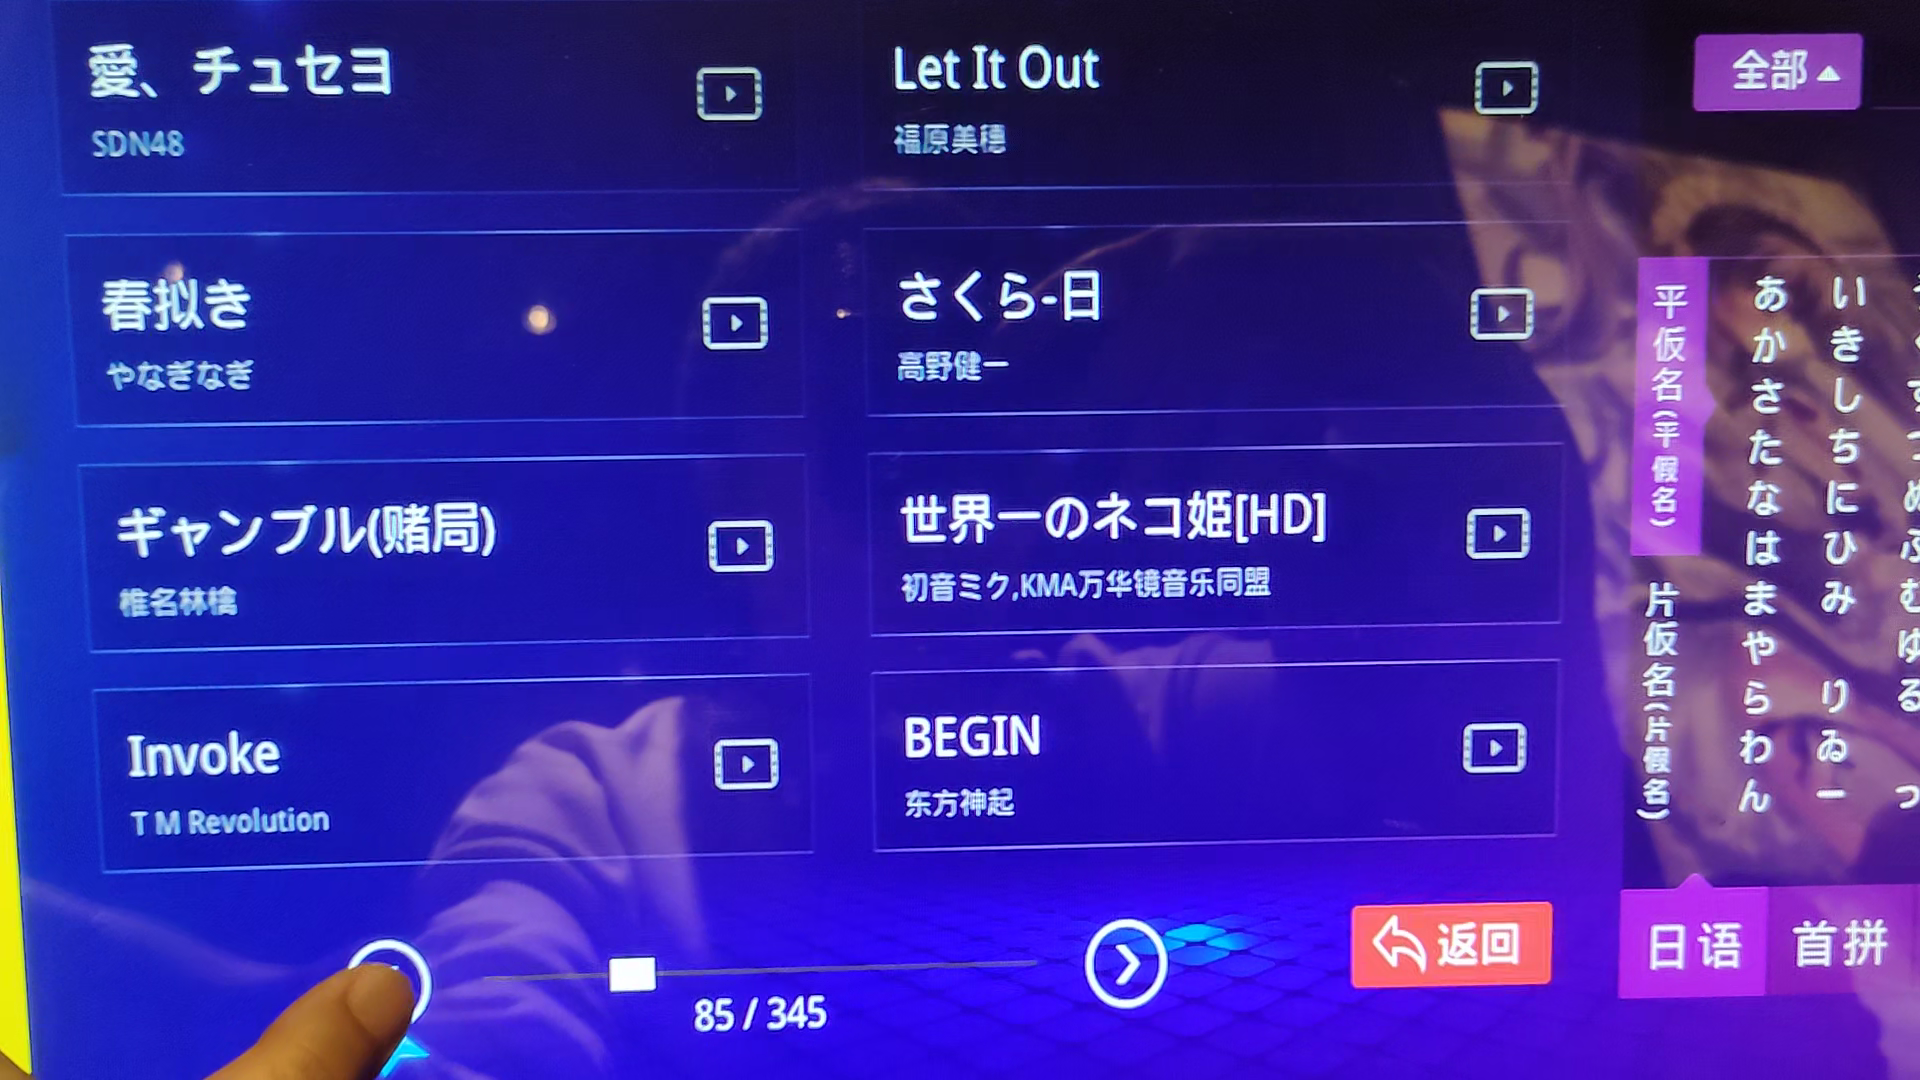 愛、チュセヨ
SDN48
Let It Out
福原美穗
春拟き
やなぎなぎ
さくら-日
高野健一
ギャンブル(赌局)
椎名林檎
世界一のネコ姫[HD]
初音ミク,KMA万华镜音乐同盟
Invoke
T M Revolution
BEGIN
东方神起
85 / 345
返回
全部
平仮名(平假名)
片仮名(片假名)
あかさたなはまやらわん
いきしちにひみ りゐー
日语
首拼